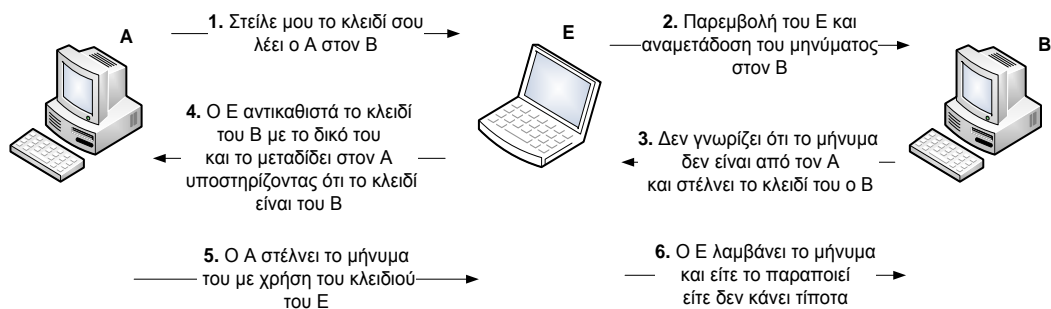 A
1. Στείλε μου το κλειδί σου
λέει ο Α στον Β
E
2. Παρεμβολή του Ε και
αναμετάδοση του μηνύματος
στον Β
B
4. Ο Ε αντικαθιστά το κλειδί
του Β με το δικό του
και το μεταδίδει στον Α
υποστηρίζοντας ότι το κλειδί
είναι του Β
3. Δεν γνωρίζει ότι το μήνυμα
δεν είναι από τον Α
και στέλνει το κλειδί του ο Β
5. Ο Α στέλνει το μήνυμα
του με χρήση του κλειδιού
του Ε
6. Ο Ε λαμβάνει το μήνυμα
και είτε το παραποιεί
είτε δεν κάνει τίποτα